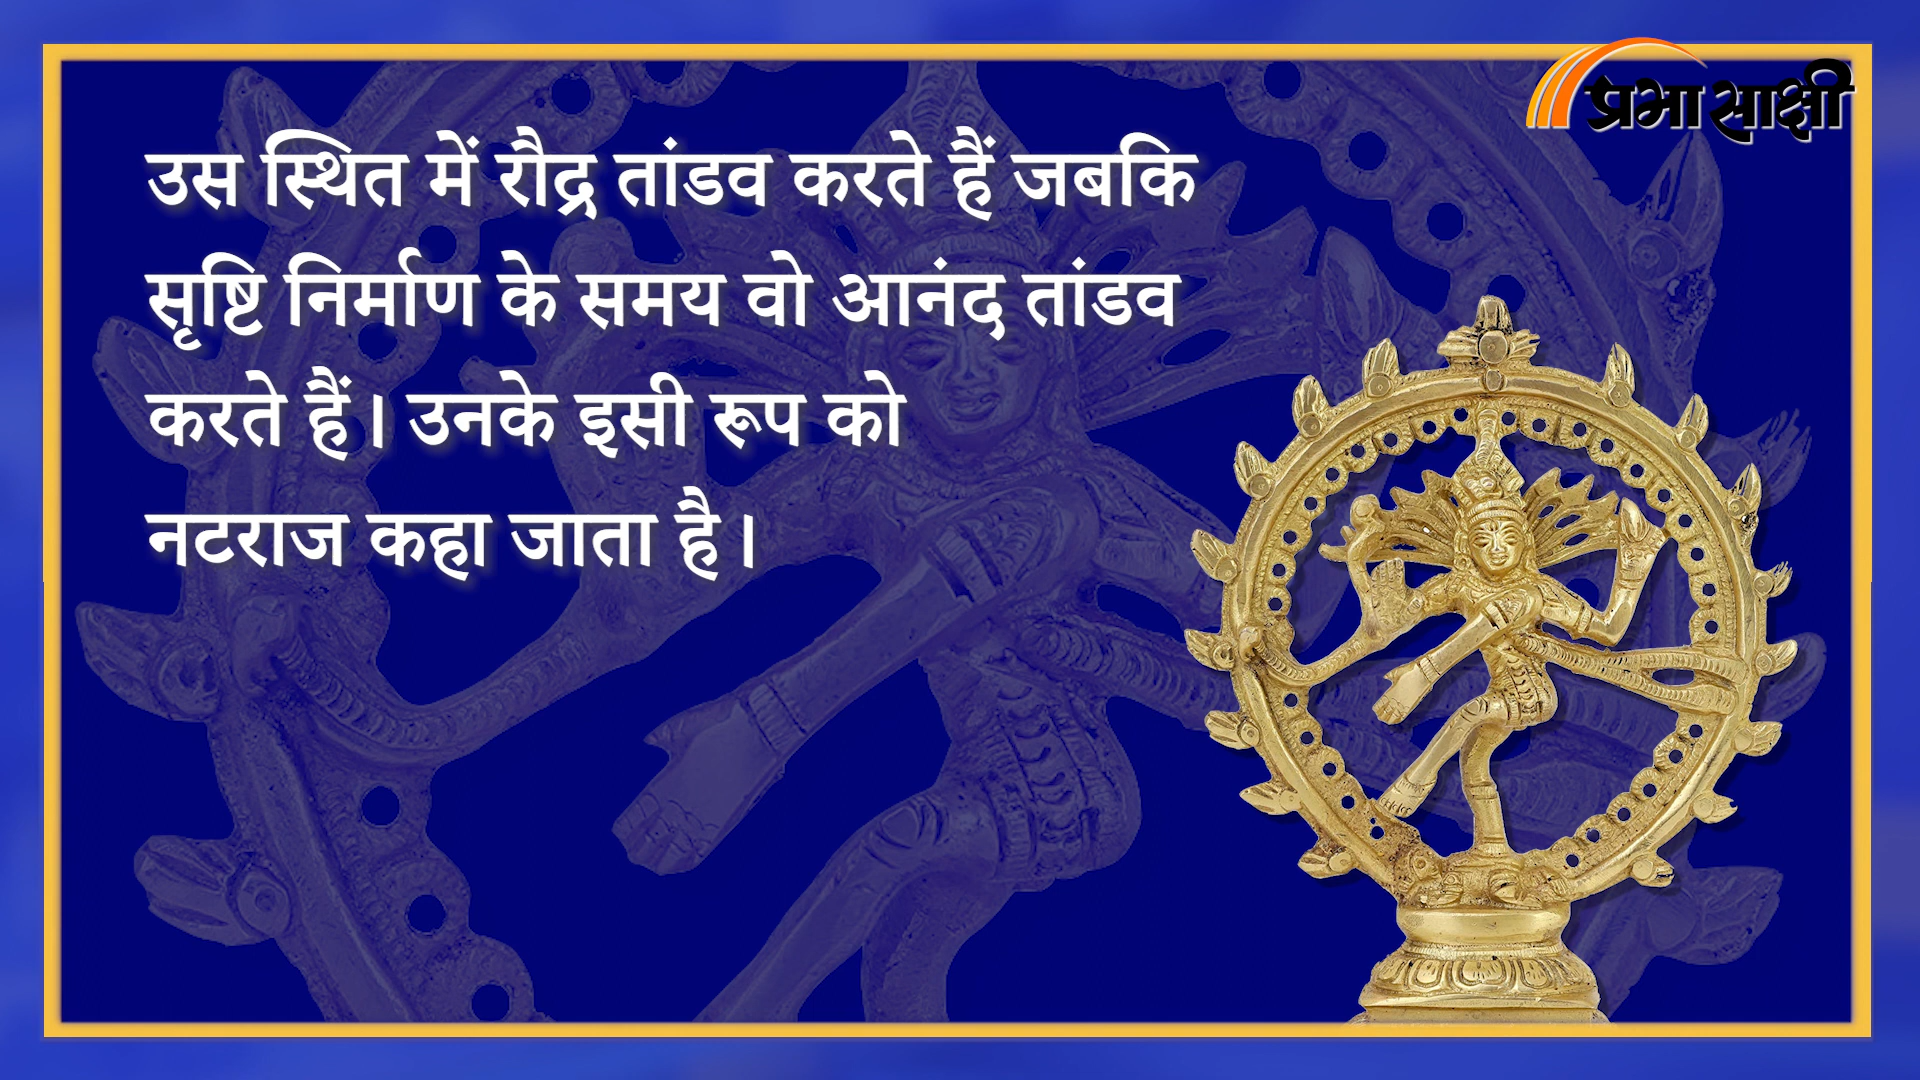 प्रभासाक्षी
उस स्थित में रौद्र तांडव करते हैं जबकि
सृष्टि निर्माण के समय वो आनंद तांडव
करते हैं। उनके इसी रूप को
नटराज कहा जाता है।